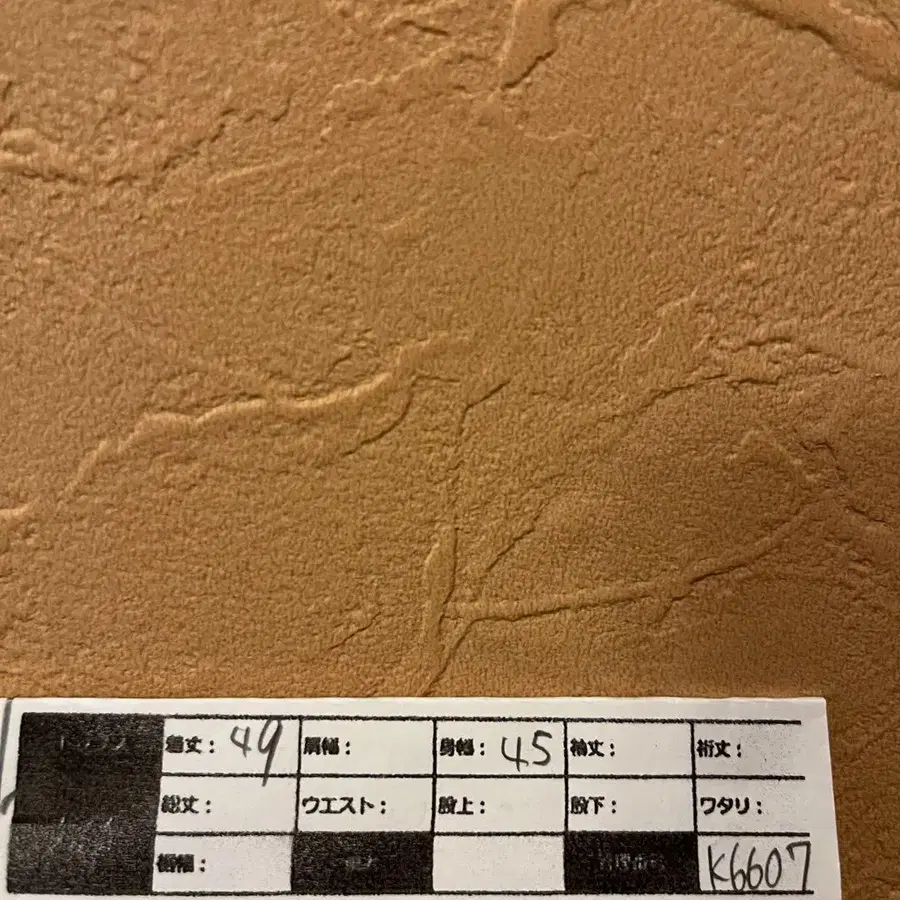 着丈: 49 肩幅: 身幅: 45 袖丈: 裄丈:
総丈: ウエスト: 股上: 股下: ワタリ:
裾幅: K6607